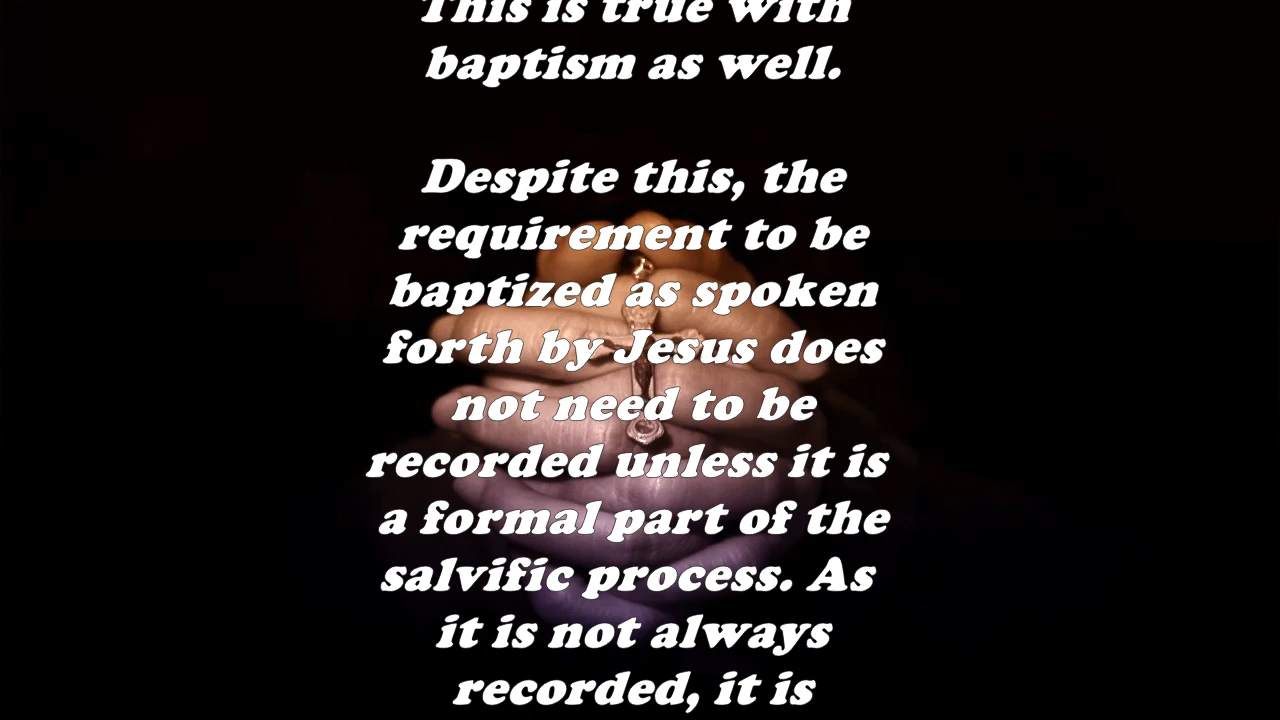 This is true with
baptism as well.
Despite this, the
requirement to be
baptized as spoken
forth by Jesus does
not need to be
recorded unless it is
a formal part of the
salvific process. As
it is not always
recorded, it is